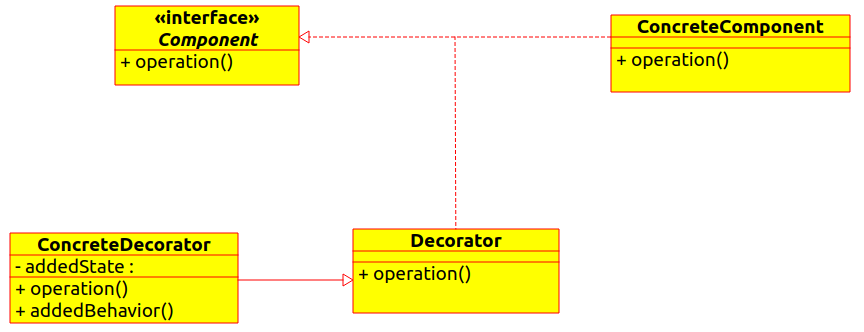 «interface»
Component
+ operation()
ConcreteComponent
+ operation()
ConcreteDecorator
- addedState :
+ operation()
+ addedBehavior()
Decorator
+ operation()